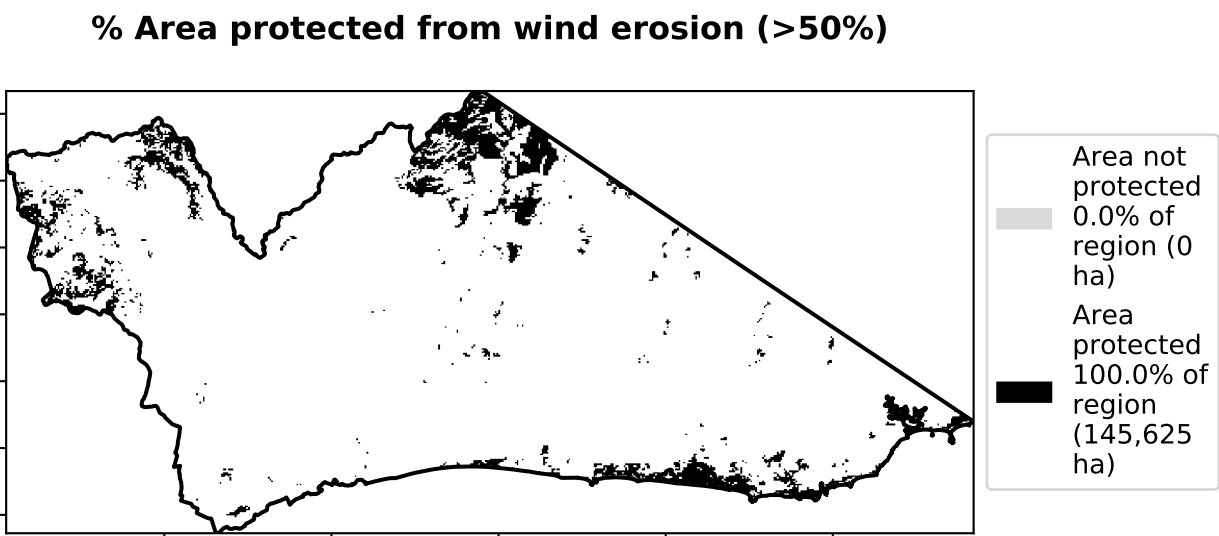 % Area protected from wind erosion (>50%)
Area not
protected
0.0% of
region (0
ha)
Area
protected
100.0% of
region
(145,625
ha)